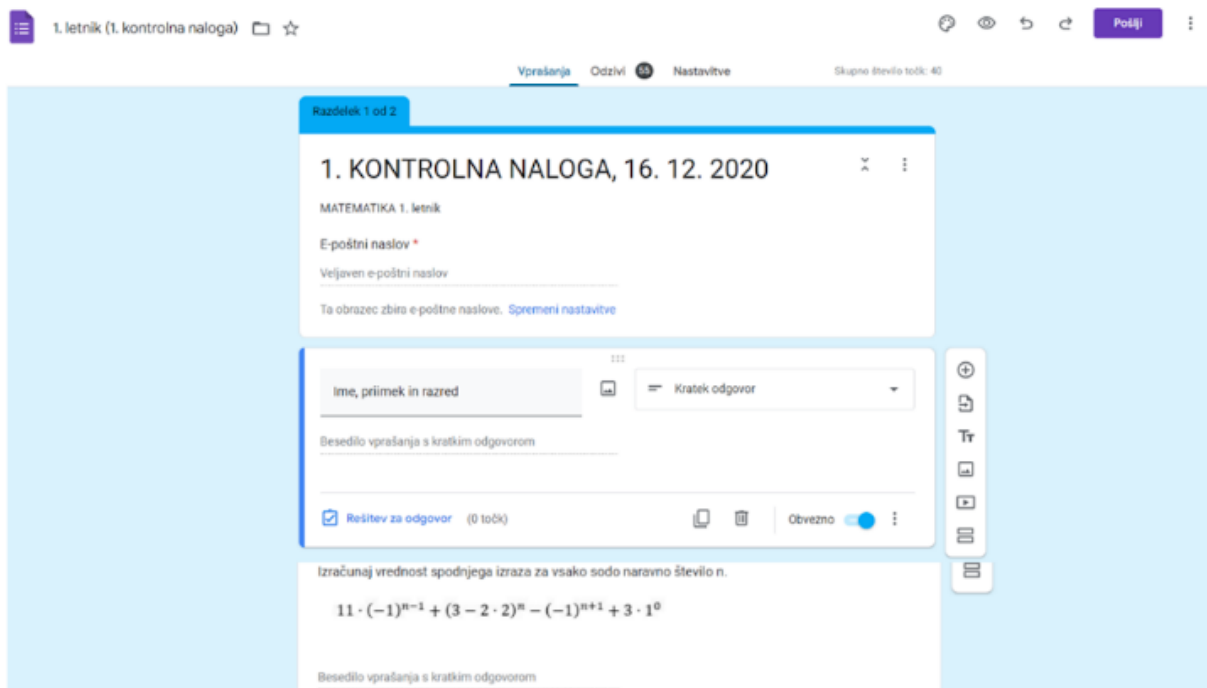 1. letnik (1. kontrolna naloga)
Pošlji
Vprašanja Odzivi 55 Nastavitve Skupno število točk: 40
Razdelek 1 od 2
1. KONTROLNA NALOGA, 16. 12. 2020
MATEMATIKA 1. letnik
E-poštni naslov *
Veljaven e-poštni naslov
Ta obrazec zbira e-poštne naslove. Spremeni nastavitve
Ime, priimek in razred
Kratek odgovor
Besedilo vprašanja s kratkim odgovorom
Tт
Rešitev za odgovor (0 točk)
Obvezno
Izračunaj vrednost spodnjega izraza za vsako sodo naravno število n.
11 · (−1)ⁿ⁻¹ + (3 − 2 · 2)ⁿ − (−1)ⁿ⁺¹ + 3 · 1⁰
Besedilo vprašanja s kratkim odgovorom